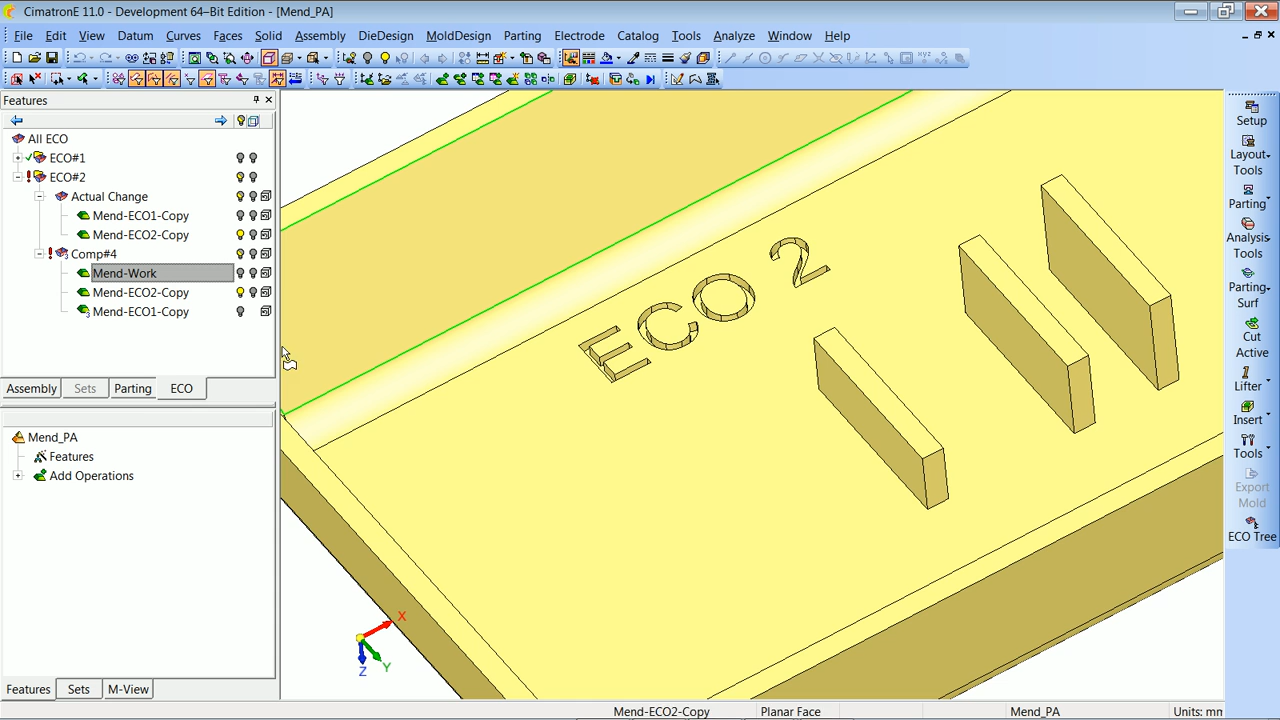 CimatronE 11.0 - Development 64–Bit Edition - [Mend_PA]
File Edit View Datum Curves Faces Solid Assembly DieDesign MoldDesign Parting Electrode Catalog Tools Analyze Window Help
Features
All ECO
ECO#1
ECO#2
Actual Change
Mend-ECO1-Copy
Mend-ECO2-Copy
Comp#4
Mend-Work
Mend-ECO2-Copy
Mend-ECO1-Copy
Assembly Sets Parting ECO
Mend_PA
Features
Add Operations
Features Sets M-View
ECO 2
X
Y
Z
Setup
Layout
Tools
Parting
Analysis
Tools
Parting
Surf
Cut
Active
Lifter
Insert
Tools
Export
Mold
ECO Tree
Mend-ECO2-Copy Planar Face Mend_PA Units: mm